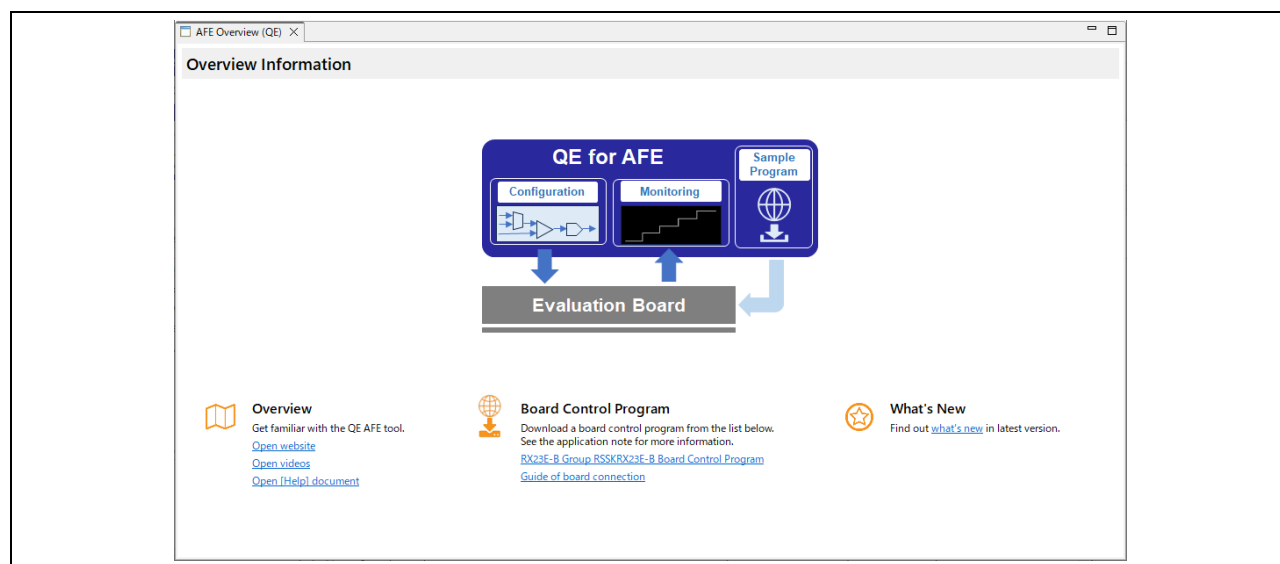 AFE Overview (QE)
Overview Information
QE for AFE
Configuration
Monitoring
Sample
Program
Evaluation Board
Overview
Get familiar with the QE AFE tool.
Open website
Open videos
Open [Help] document
Board Control Program
Download a board control program from the list below.
See the application note for more information.
RX23E-B Group RSSKRX23E-B Board Control Program
Guide of board connection
What's New
Find out what's new in latest version.